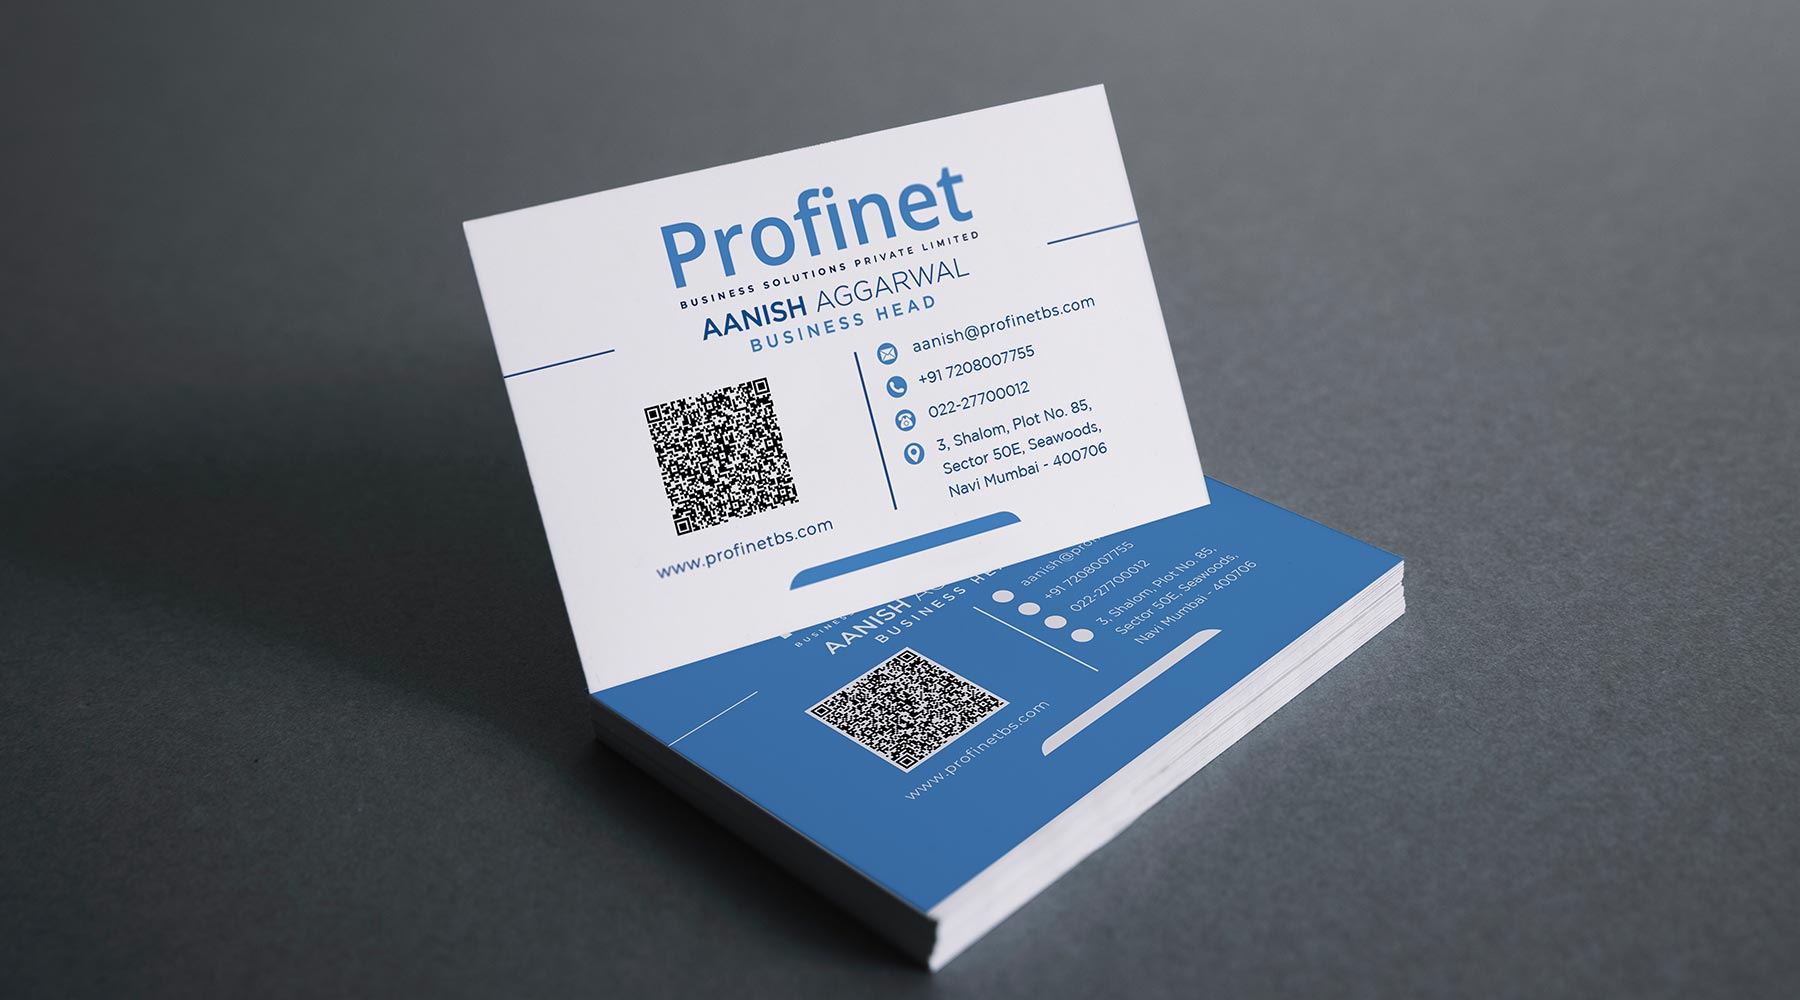 Profinet
BUSINESS SOLUTIONS PRIVATE LIMITED
AANISH AGGARWAL
BUSINESS HEAD
aanish@profinetbs.com
+91 7208007755
022-27700012
3, Shalom, Plot No. 85,
Sector 50E, Seawoods,
Navi Mumbai - 400706
www.profinetbs.com
AANISH
BUSINESS
+91 7208007755
022-27700012
3, Shalom, Plot No. 85,
Sector 50E, Seawoods,
Navi Mumbai - 400706
www.profinetbs.com